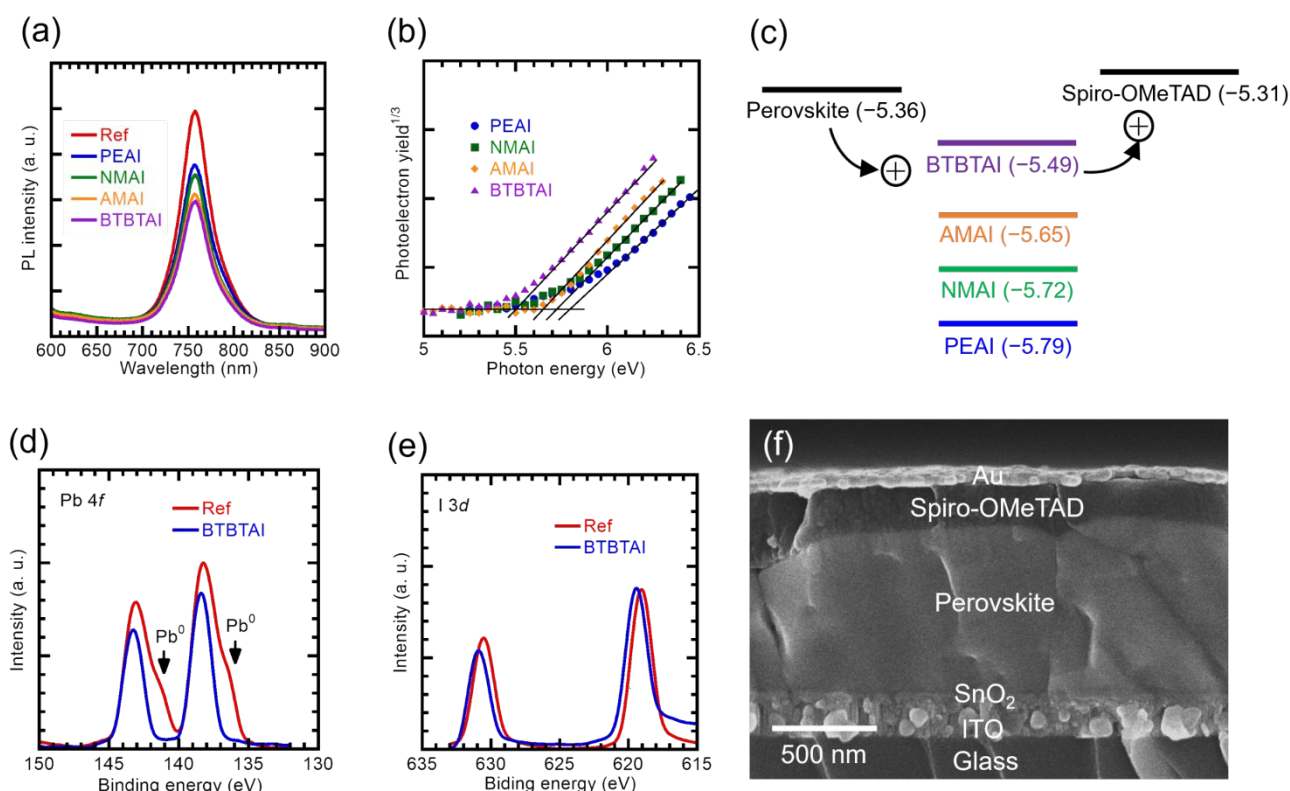 (a)
PL intensity (a. u.)
Ref
PEAI
NMAI
AMAI
BTBTAI
600 650 700 750 800 850 900
Wavelength (nm)
(b)
Photoelectron yield1/3
PEAI
NMAI
AMAI
BTBTAI
5 5.5 6 6.5
Photon energy (eV)
(c)
Perovskite (−5.36)
Spiro-OMeTAD (−5.31)
+
+
BTBTAI (−5.49)
AMAI (−5.65)
NMAI (−5.72)
PEAI (−5.79)
(d)
Intensity (a. u.)
Pb 4f
Ref
BTBTAI
Pb⁰
Pb⁰
150 145 140 135 130
Binding energy (eV)
(e)
Intensity (a. u.)
I 3d
Ref
BTBTAI
635 630 625 620 615
Biding energy (eV)
(f)
Au
Spiro-OMeTAD
Perovskite
SnO₂
ITO
Glass
500 nm